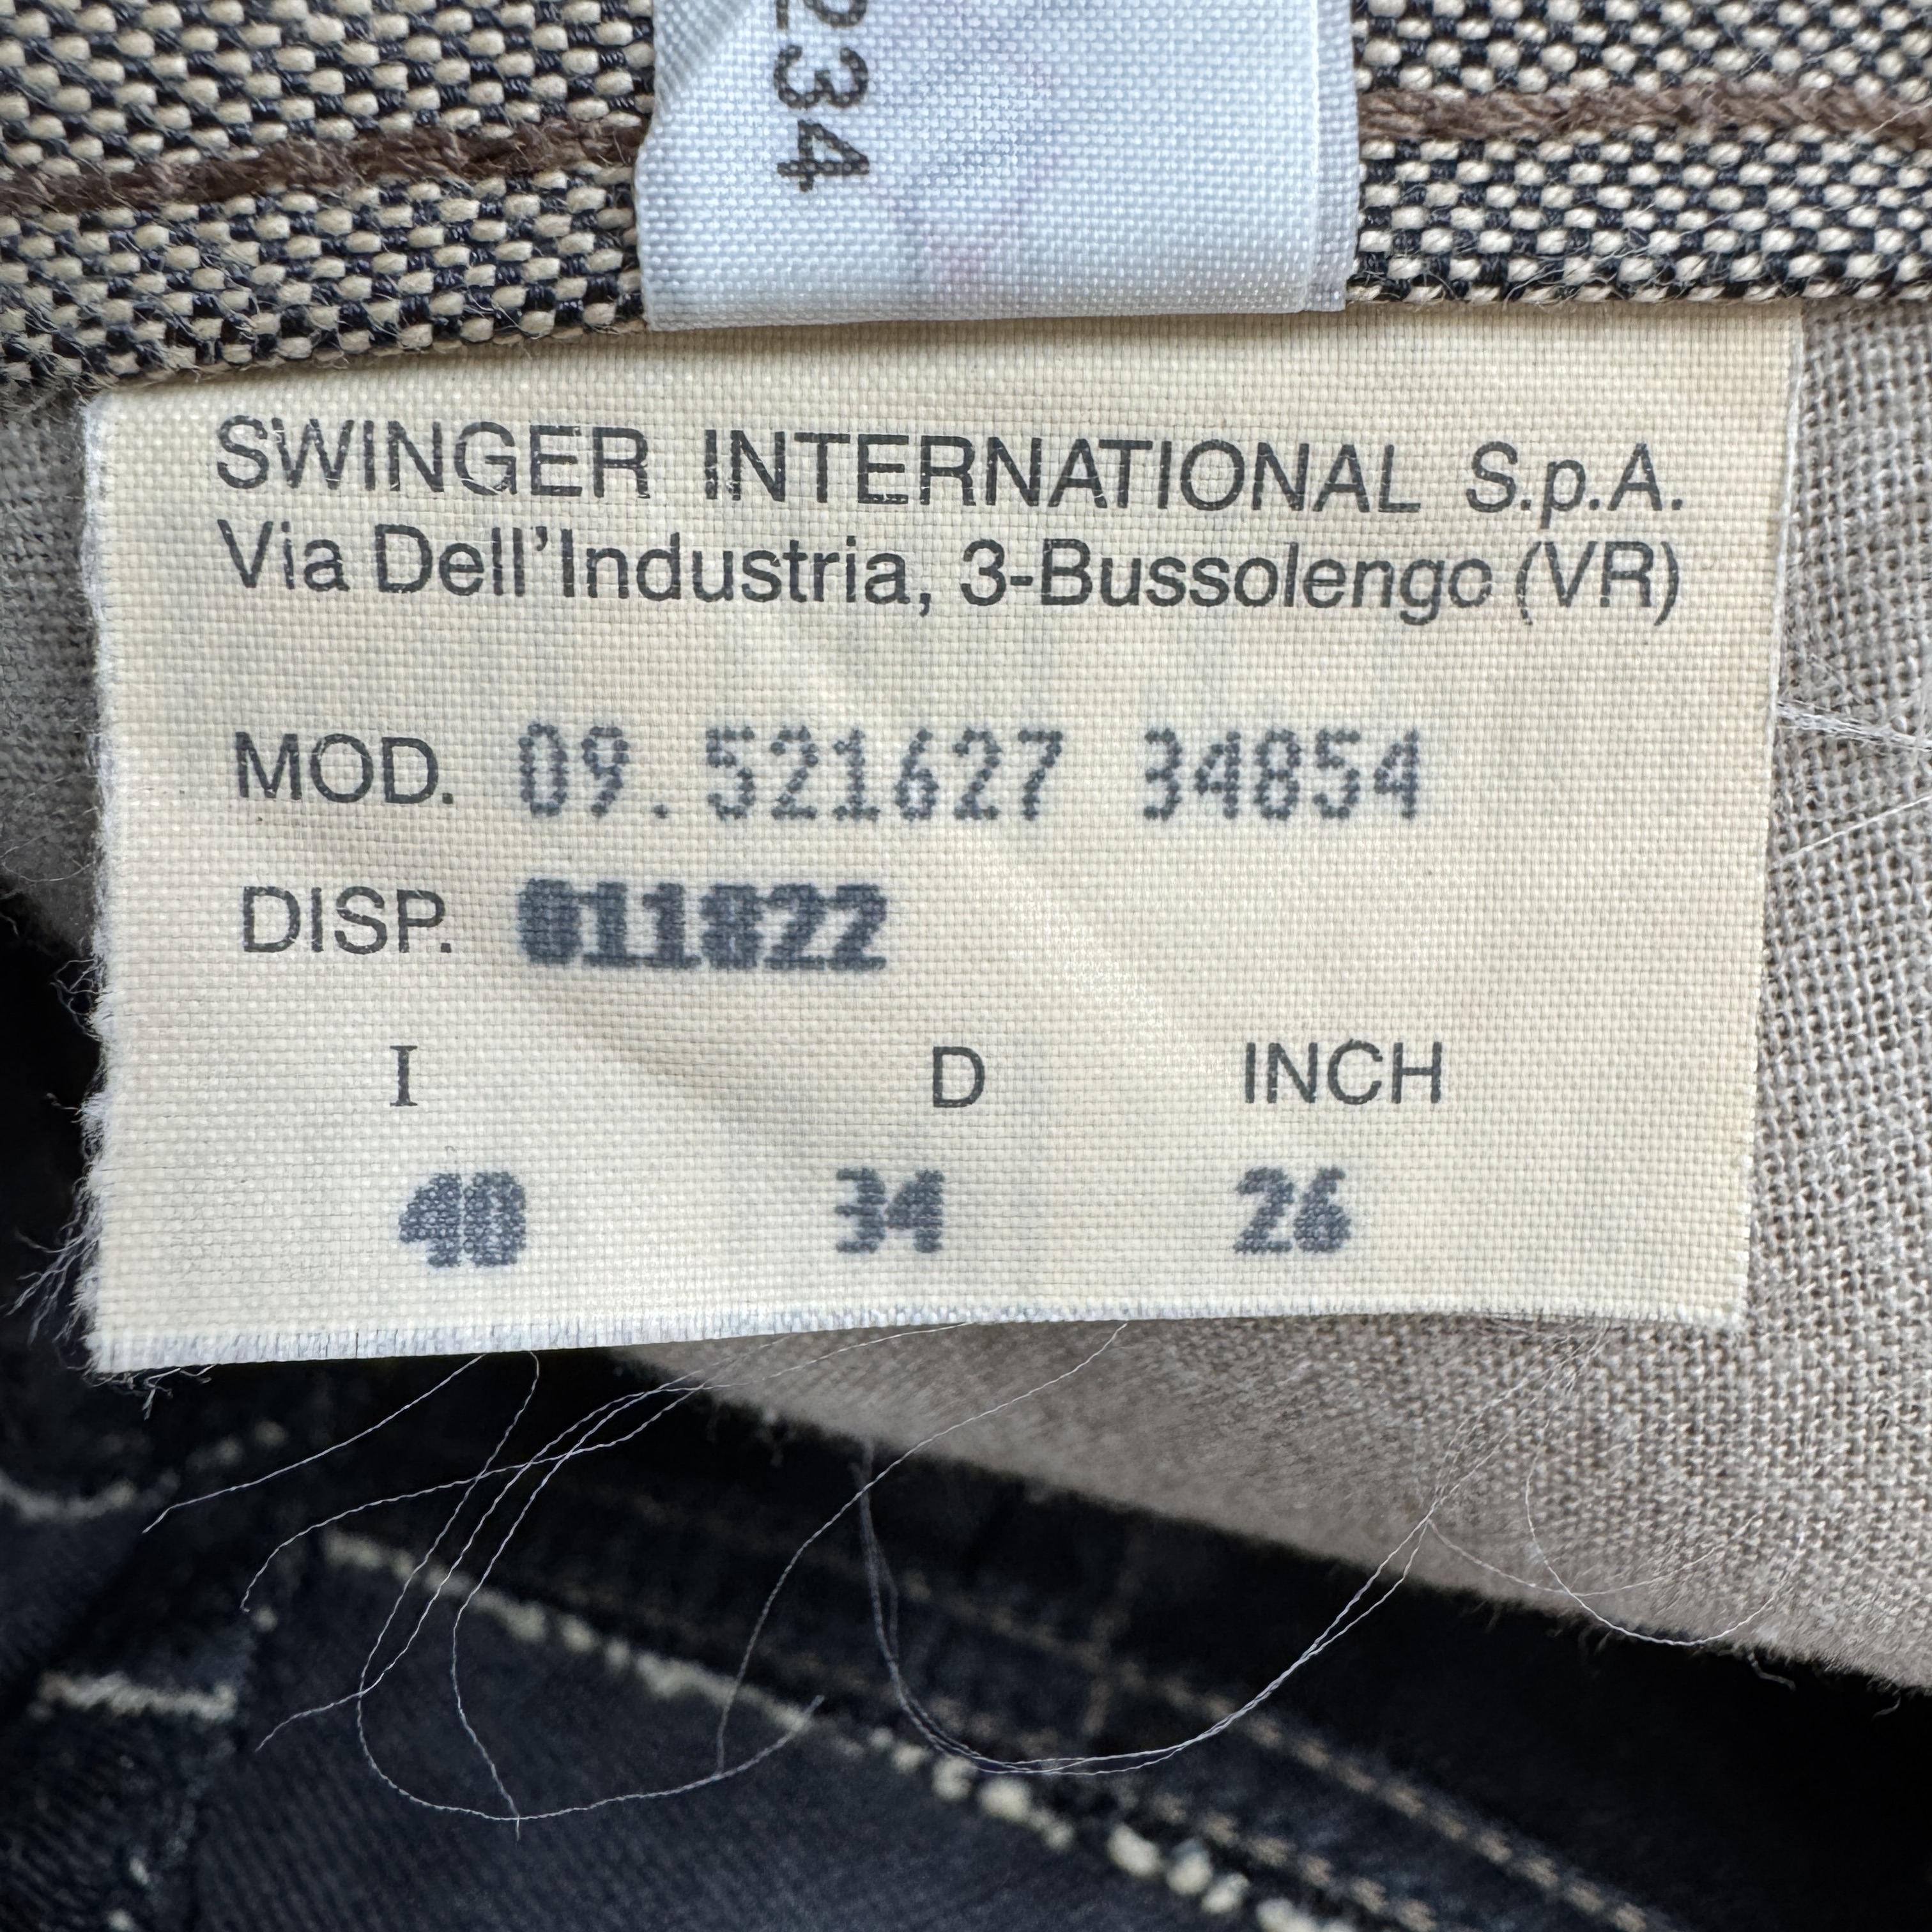 234
SWINGER INTERNATIONAL S.p.A.
Via Dell'Industria, 3-Bussolengo (VR)
MOD. 09.521627 34854
DISP. 011822
I D INCH
40 34 26